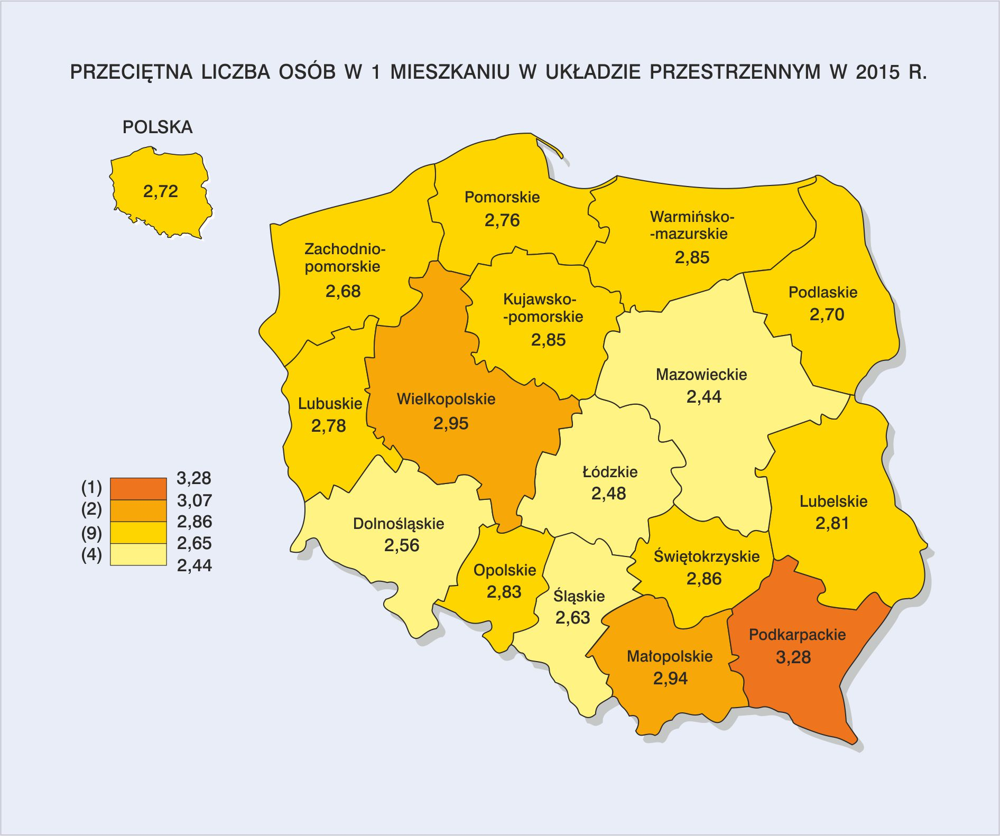 PRZECIĘTNA LICZBA OSÓB W 1 MIESZKANIU W UKŁADZIE PRZESTRZENNYM W 2015 R.
POLSKA
2,72
Pomorskie
2,76
Warmińsko-
-mazurskie
2,85
Zachodnio-
pomorskie
2,68
Kujawsko-
-pomorskie
2,85
Podlaskie
2,70
Mazowieckie
2,44
Lubuskie
2,78
Wielkopolskie
2,95
Łódzkie
2,48
Lubelskie
2,81
Dolnośląskie
2,56
Opolskie
2,83
Śląskie
2,63
Świętokrzyskie
2,86
Małopolskie
2,94
Podkarpackie
3,28
3,28
(1)
3,07
(2)
2,86
(9)
2,65
(4)
2,44